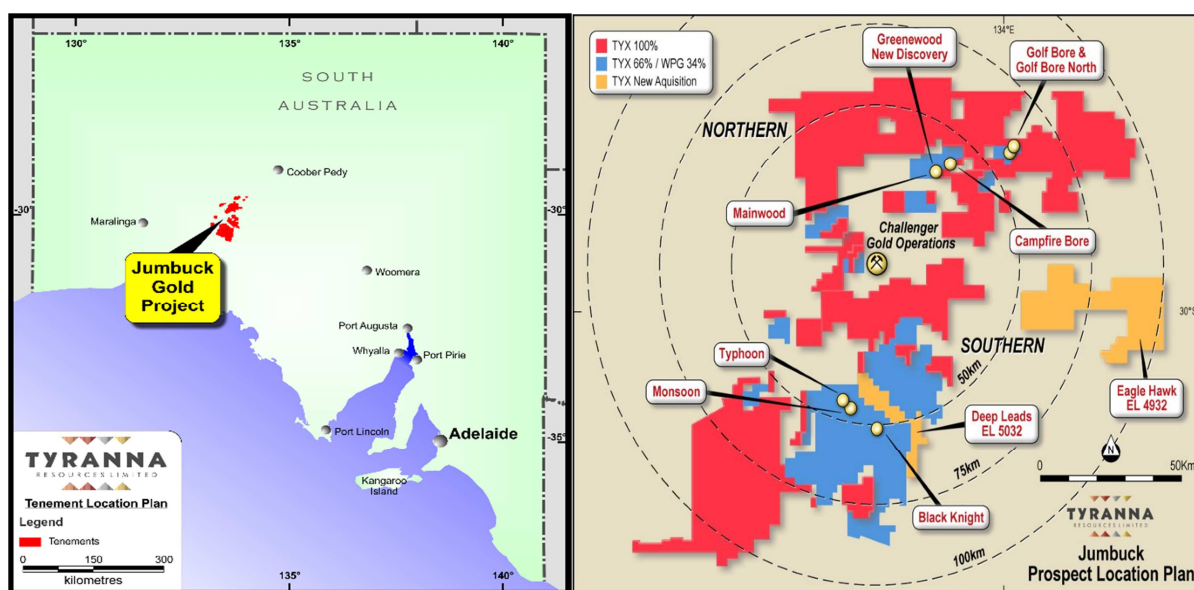 130°
135°
140°
SOUTH
AUSTRALIA
Coober Pedy
-30°
-30°
Maralinga
Jumbuck
Gold
Project
Woomera
Port Augusta
Whyalla
Port Pirie
Port Lincoln
Adelaide
-35°
-35°
Kangaroo
Island
TYRANNA
RESOURCES LIMITED
Tenement Location Plan
Legend
Tenements
0 150 300
kilometres
135°
140°
TYX 100%
TYX 66% / WPG 34%
TYX New Aquisition
Greenewood
New Discovery
134°E
Golf Bore &
Golf Bore North
NORTHERN
Mainwood
Challenger
Gold Operations
Campfire Bore
30°S
SOUTHERN
Typhoon
Monsoon
50km
Eagle Hawk
EL 4932
Deep Leads
EL 5032
N
0 50Km
75km
Black Knight
100km
TYRANNA
RESOURCES LIMITED
Jumbuck
Prospect Location Plan